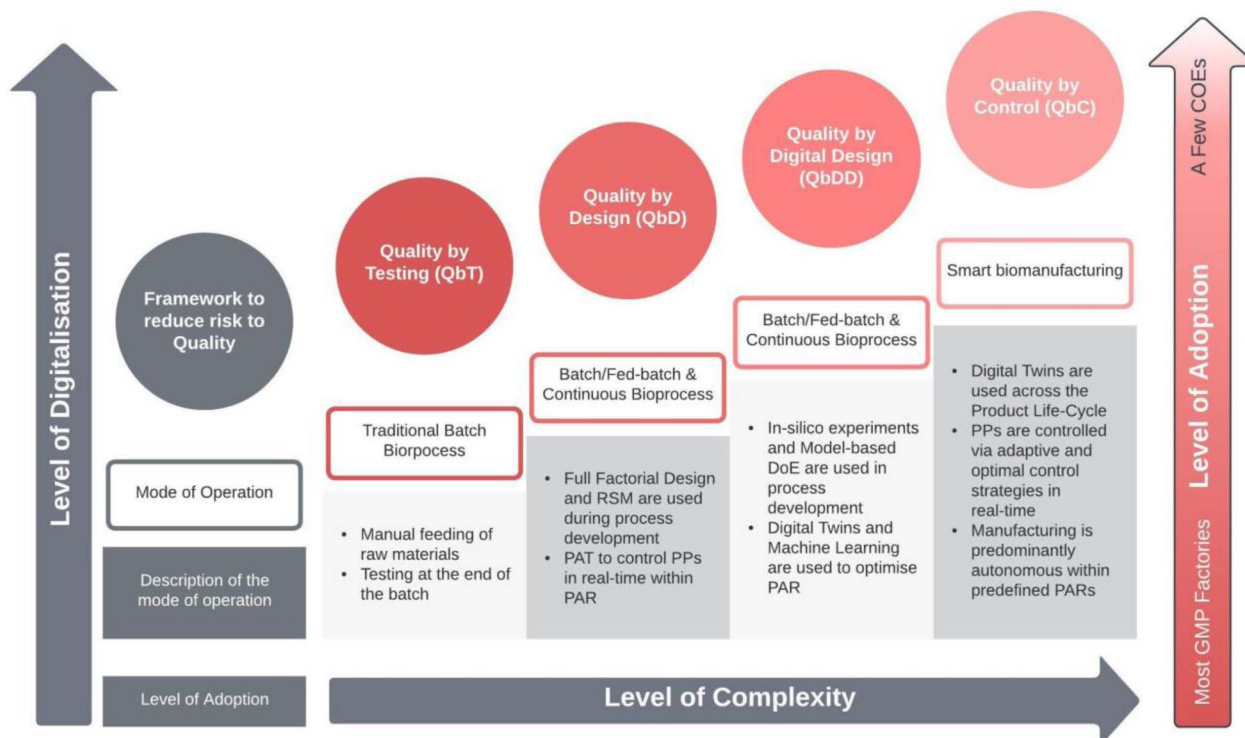 Level of Digitalisation
Framework to
reduce risk to
Quality
Mode of Operation
Description of the
mode of operation
Level of Adoption
Quality by
Testing (QbT)
Traditional Batch
Biorpocess
• Manual feeding of
raw materials
• Testing at the end of
the batch
Quality by
Design (QbD)
Batch/Fed-batch &
Continuous Bioprocess
• Full Factorial Design
and RSM are used
during process
development
• PAT to control PPs
in real-time within
PAR
Quality by
Digital Design
(QbDD)
Batch/Fed-batch &
Continuous Bioprocess
• In-silico experiments
and Model-based
DoE are used in
process
development
• Digital Twins and
Machine Learning
are used to optimise
PAR
Quality by
Control (QbC)
Smart biomanufacturing
• Digital Twins are
used across the
Product Life-Cycle
• PPs are controlled
via adaptive and
optimal control
strategies in
real-time
• Manufacturing is
predominantly
autonomous within
predefined PARs
Level of Complexity
Most GMP Factories
Level of Adoption
A Few COEs